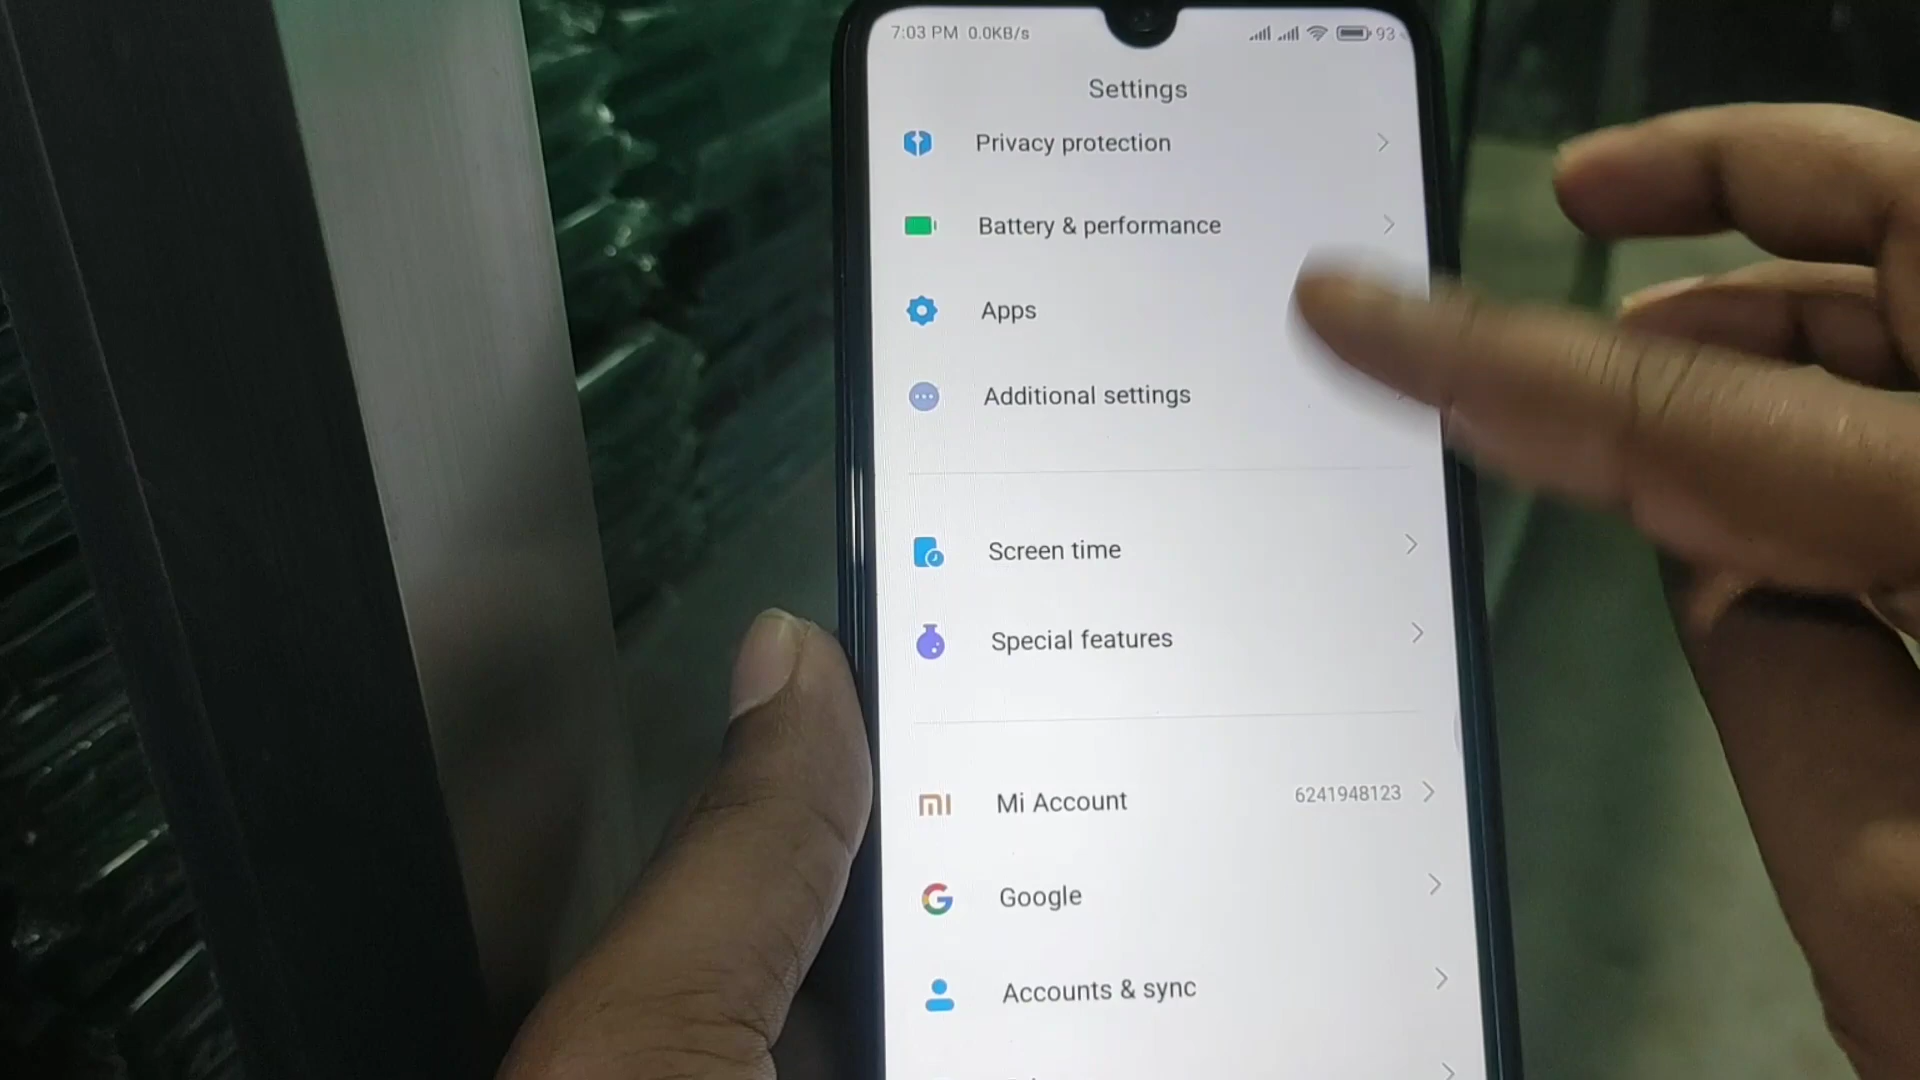 7:03 PM 0.0KB/s 93
Settings
Privacy protection
Battery & performance
Apps
Additional settings
Screen time
Special features
Mi Account 6241948123
Google
Accounts & sync